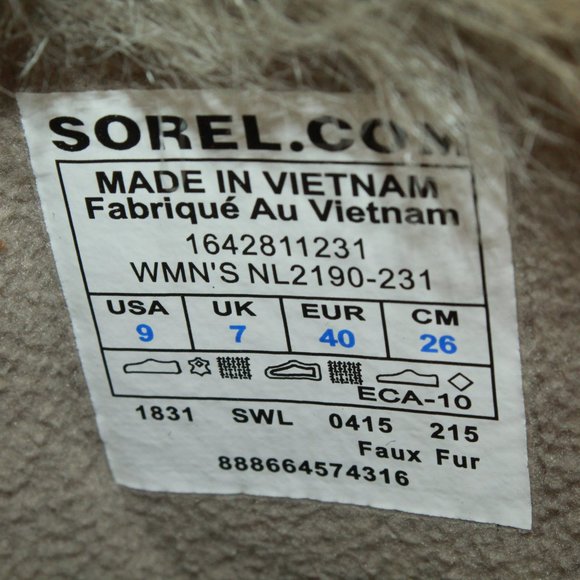 SOREL.COM
MADE IN VIETNAM
Fabriqué Au Vietnam
1642811231
WMN'S NL2190-231
USA UK EUR CM
9 7 40 26
ECA-10
1831 SWL 0415 215
Faux Fur
888664574316